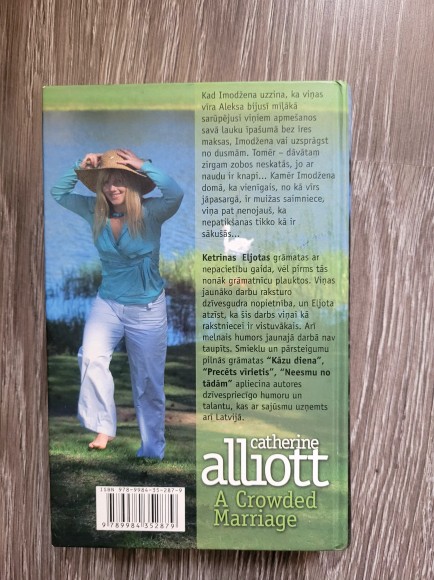 Kad Imodžena uzzina, ka viņas
vīra Aleksa bijusī mīļākā
sarūpējusi viņiem apmešanos
savā lauku īpašumā bez īres
maksas, Imodžena vai uzsprāgst
no dusmām. Tomēr – dāvātam
zirgam zobos neskatās, jo ar
naudu ir knapi... Kamēr Imodžena
domā, ka vienīgais, no kā vīrs
jāpasargā, ir muižas saimniece,
viņa pat nenojauš, ka
nepatikšanas tikko kā ir
sākušās...
Ketrinas Eljotas grāmatas ar
nepacietību gaida, vēl pirms tās
nonāk grāmatnīcu plauktos. Viņas
jaunāko darbu raksturo
dzīvesgudra nopietnība, un Eljota
atzīst, ka šis darbs viņai kā
rakstniecei ir vistuvākais. Arī
melnais humors jaunajā darbā nav
taupīts. Smieklu un pārsteigumu
pilnās grāmatas “Kāzu diena”,
“Precēts vīrietis”, “Neesmu no
tādām” apliecina autores
dzīvespriecīgo humoru un
talantu, kas ar sajūsmu uzņemts
arī Latvijā.
catherine
alliott
A Crowded
Marriage
ISBN 978-9984-35-287-9
9789984352879